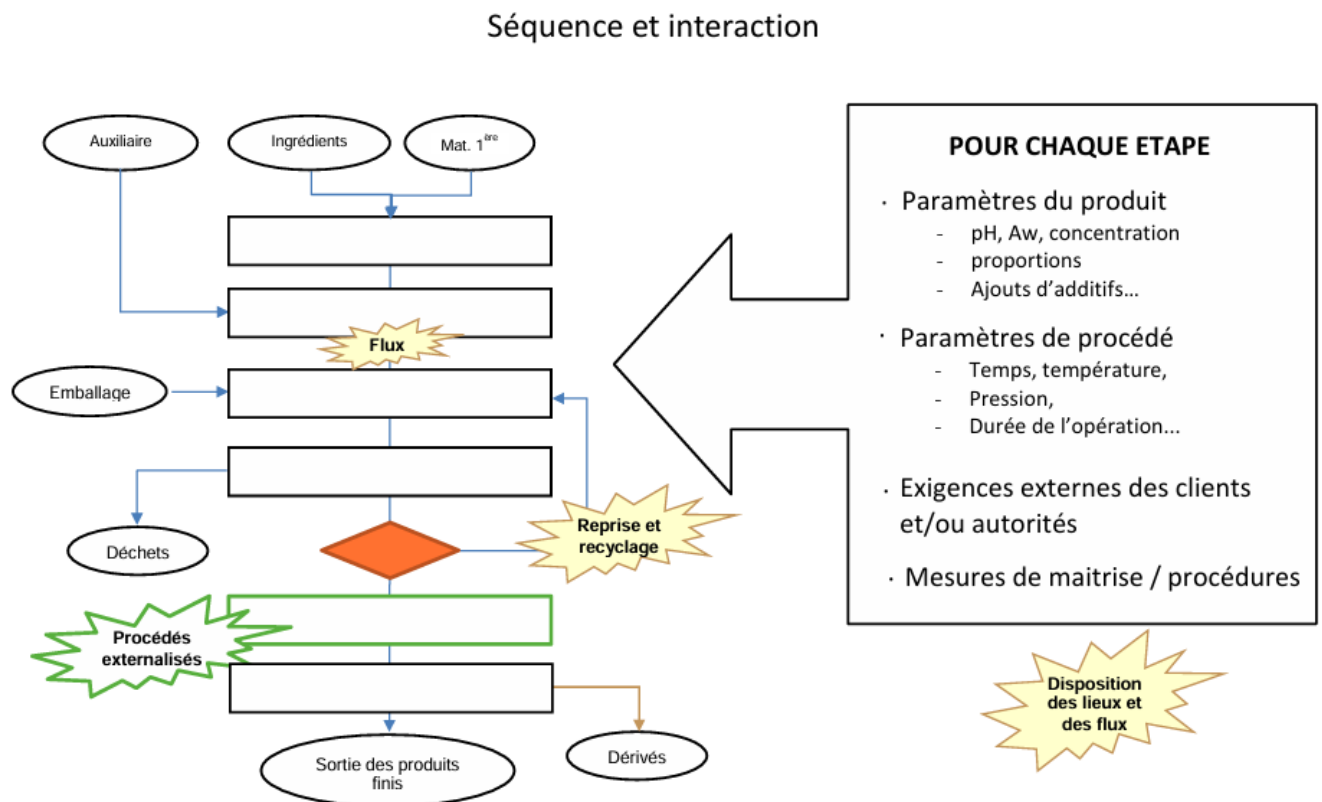 Séquence et interaction
Auxiliaire
Ingrédients
Mat. 1ère
Flux
Emballage
Déchets
Reprise et
recyclage
Procédés
externalisés
Sortie des produits
finis
Dérivés
POUR CHAQUE ETAPE
· Paramètres du produit
- pH, Aw, concentration
- proportions
- Ajouts d’additifs…
· Paramètres de procédé
- Temps, température,
- Pression,
- Durée de l’opération...
· Exigences externes des clients
et/ou autorités
· Mesures de maitrise / procédures
Disposition
des lieux et
des flux